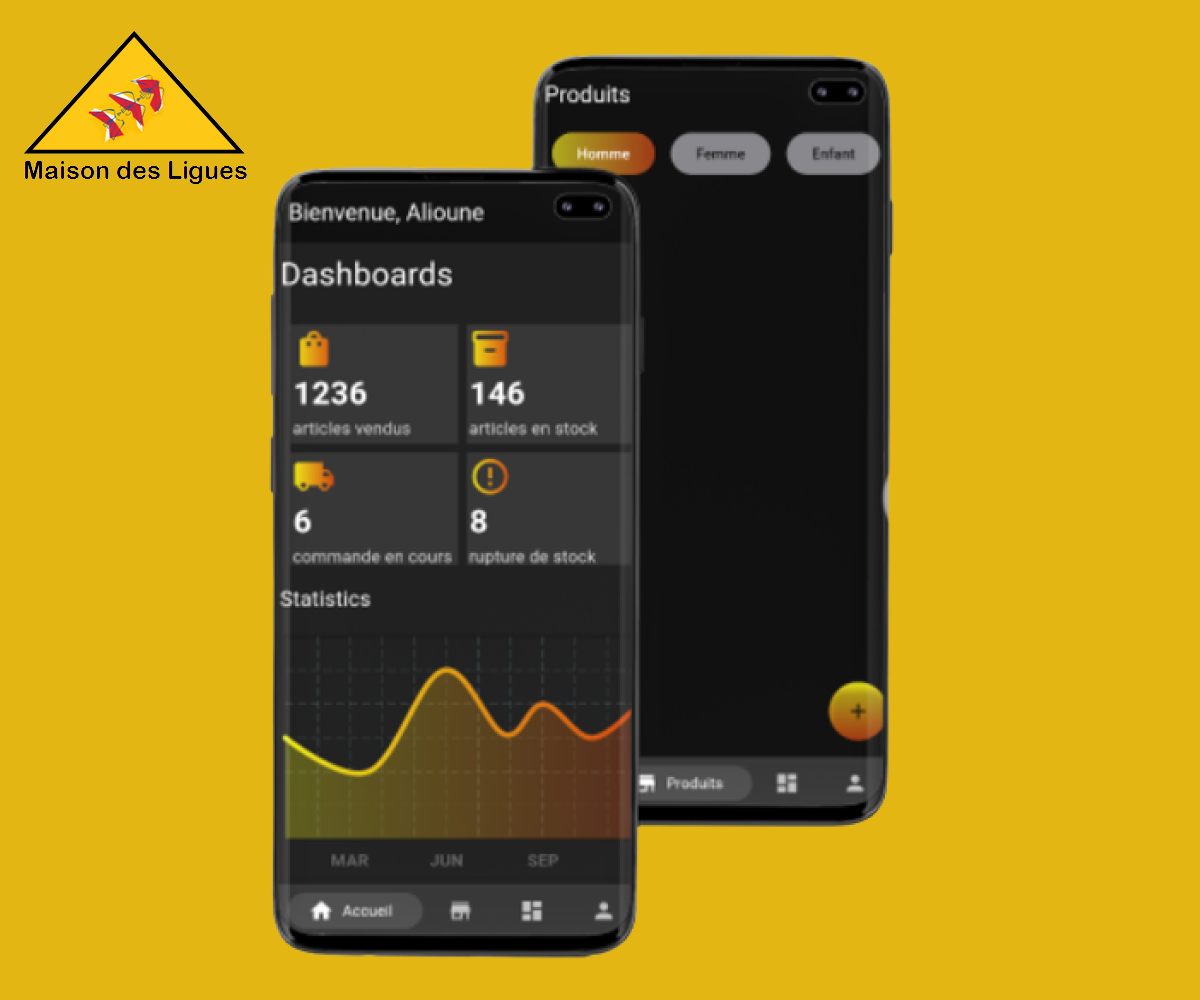 Maison des Ligues
Produits
Homme
Femme
Enfant
Bienvenue, Alioune
Dashboards
1236
146
articles vendus
articles en stock
6
8
commande en cours
rupture de stock
Statistics
MAR
JUN
SEP
Accueil
+
Produits